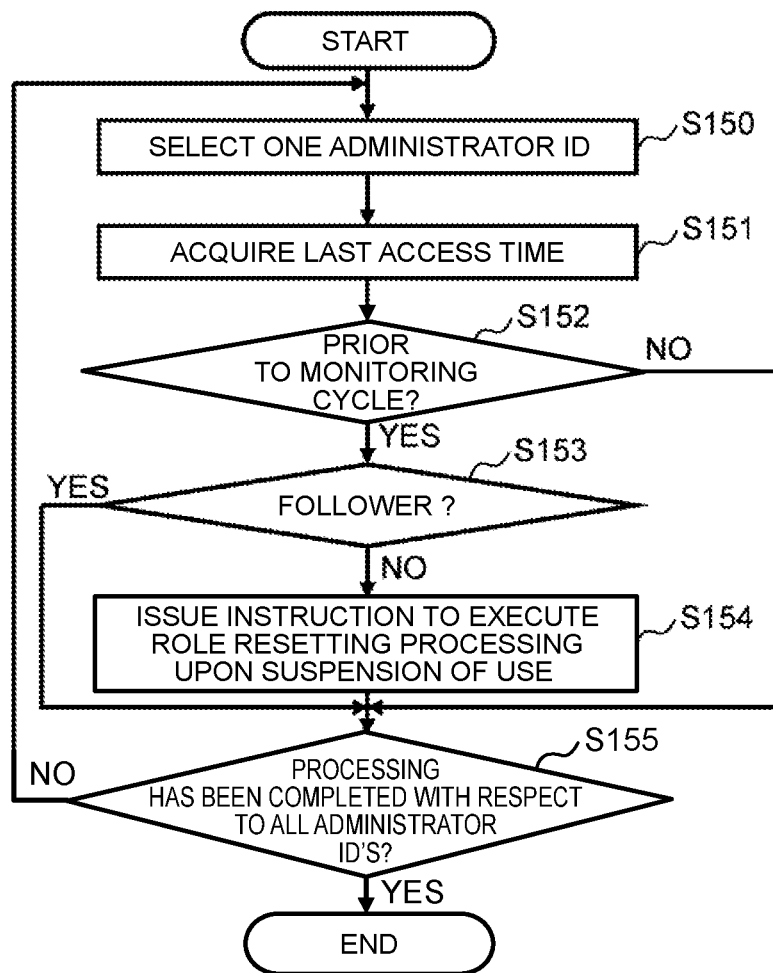 START
S150
SELECT ONE ADMINISTRATOR ID
S151
ACQUIRE LAST ACCESS TIME
S152
PRIOR
TO MONITORING
CYCLE?
NO
YES
S153
YES
FOLLOWER ?
NO
ISSUE INSTRUCTION TO EXECUTE
ROLE RESETTING PROCESSING
UPON SUSPENSION OF USE
S154
S155
NO
PROCESSING
HAS BEEN COMPLETED WITH RESPECT
TO ALL ADMINISTRATOR
ID'S?
YES
END